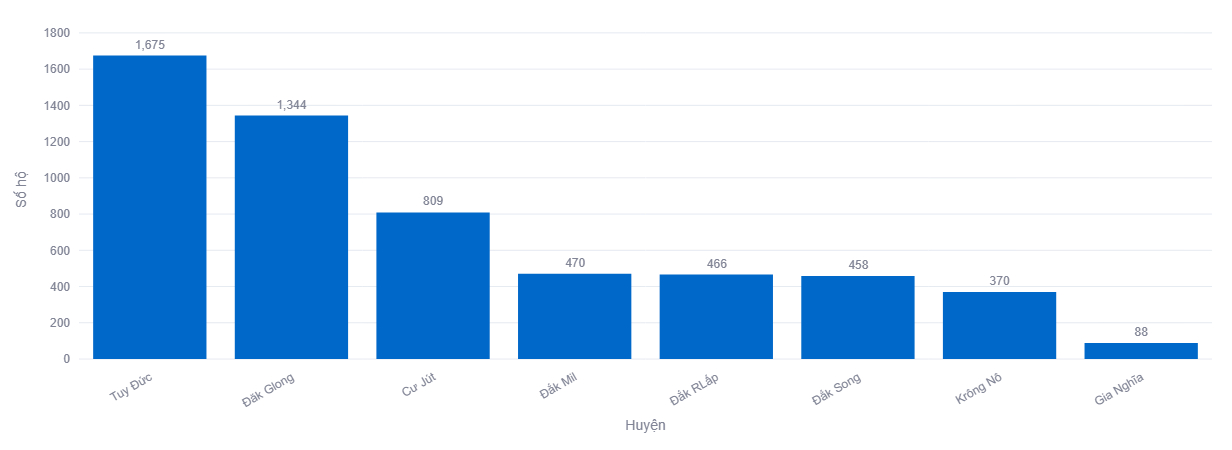 Số hộ
1800
1600
1400
1200
1000
800
600
400
200
0
1,675
1,344
809
470
466
458
370
88
Tuy Đức
Đăk Glong
Cư Jút
Đắk Mil
Đắk RLấp
Đắk Song
Krông Nô
Gia Nghĩa
Huyện